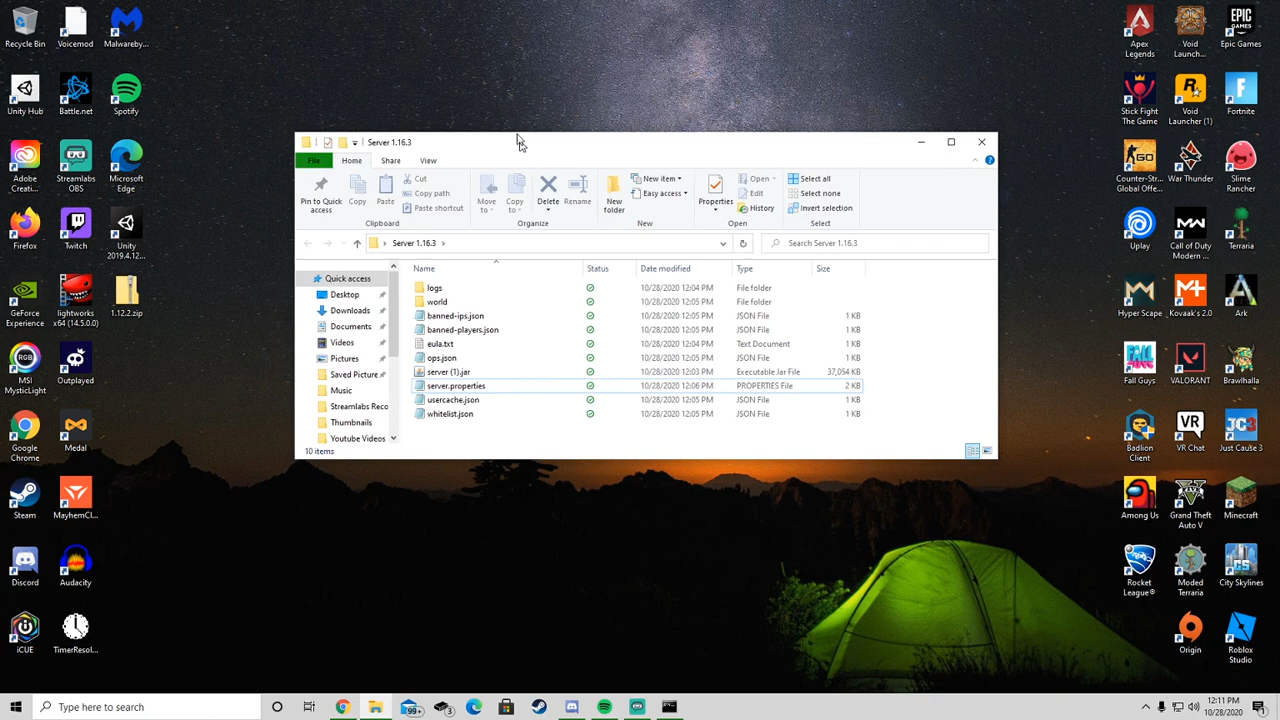 Recycle Bin
Voicemod
Malwareby...
Unity Hub
Battle.net
Spotify
Adobe Creati...
Streamlabs OBS
Microsoft Edge
Firefox
Twitch
Unity 2019.4.12...
GeForce Experience
lightworks x64 (14.5.0.0)
1.12.2.zip
MSI MysticLight
Outplayed
Google Chrome
Medal
Steam
MayhemCl...
Discord
Audacity
iCUE
TimerResol...
Server 1.16.3
File
Home
Share
View
Pin to Quick access
Copy
Paste
Cut
Copy path
Paste shortcut
Clipboard
Move to
Copy to
Delete
Rename
Organize
New folder
New item
Easy access
New
Properties
Open
Edit
History
Open
Select all
Select none
Invert selection
Select
Server 1.16.3
Search Server 1.16.3
Quick access
Desktop
Downloads
Documents
Videos
Pictures
Saved Picture
Music
Streamlabs Reco
Thumbnails
Youtube Videos
Name Status Date modified Type Size
logs 10/28/2020 12:04 PM File folder
world 10/28/2020 12:05 PM File folder
banned-ips.json 10/28/2020 12:05 PM JSON File 1 KB
banned-players.json 10/28/2020 12:05 PM JSON File 1 KB
eula.txt 10/28/2020 12:04 PM Text Document 1 KB
ops.json 10/28/2020 12:05 PM JSON File 1 KB
server (1).jar 10/28/2020 12:03 PM Executable Jar File 37,054 KB
server.properties 10/28/2020 12:06 PM PROPERTIES File 2 KB
usercache.json 10/28/2020 12:05 PM JSON File 1 KB
whitelist.json 10/28/2020 12:05 PM JSON File 1 KB
10 items
Apex Legends
Void Launch...
EPIC GAMES
Epic Games
Stick Fight The Game
Void Launcher (1)
Fortnite
GO
Counter-Str... Global Offe...
War Thunder
Slime Rancher
Uplay
Call of Duty Modern ...
Terraria
Hyper Scape
Kovaak's 2.0
Ark
FALL GUYS
Fall Guys
VALORANT
Brawlhalla
Badlion Client
VR
VR Chat
JC3
Just Cause 3
Among Us
Grand Theft Auto V
Minecraft
Rocket League®
Moded Terraria
City Skylines
Origin
Roblox Studio
Type here to search
99+
3
12:11 PM
10/28/2020
1